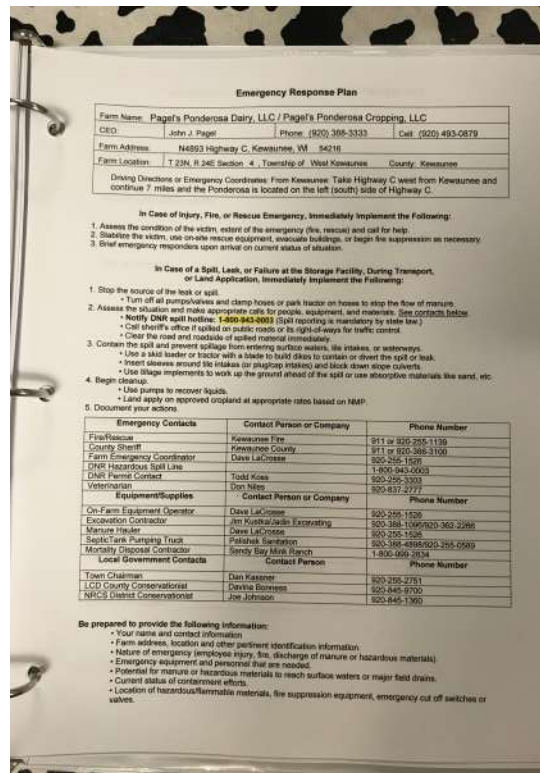 Emergency Response Plan
Farm Name: Pagel's Ponderosa Dairy, LLC / Pagel's Ponderosa Cropping, LLC
CEO: John J. Pagel Phone: (920) 388-3333 Cell: (920) 493-0879
Farm Address: N4893 Highway C, Kewaunee, WI 54216
Farm Location: T 23N, R 24E Section 4 , Township of West Kewaunee County: Kewaunee
Driving Directions or Emergency Coordinates: From Kewaunee: Take Highway C west from Kewaunee and
continue 7 miles and the Ponderosa is located on the left (south) side of Highway C.
In Case of Injury, Fire, or Rescue Emergency, Immediately Implement the Following:
1. Assess the condition of the victim, extent of the emergency (fire, rescue) and call for help.
2. Stabilize the victim, use on-site rescue equipment, evacuate buildings, or begin fire suppression as necessary.
3. Brief emergency responders upon arrival on current status of situation.
In Case of a Spill, Leak, or Failure at the Storage Facility, During Transport,
or Land Application, Immediately Implement the Following:
1. Stop the source of the leak or spill.
• Turn off all pumps/valves and clamp hoses or park tractor on hoses to stop the flow of manure.
2. Assess the situation and make appropriate calls for people, equipment, and materials. See contacts below.
• Notify DNR spill hotline: 1-800-943-0003 (Spill reporting is mandatory by state law.)
• Call sheriff's office if spilled on public roads or its right-of-ways for traffic control.
• Clear the road and roadside of spilled material immediately.
3. Contain the spill and prevent spillage from entering surface waters, tile intakes, or waterways.
• Use a skid loader or tractor with a blade to build dikes to contain or divert the spill or leak.
• Insert sleeves around tile intakes (or plug/cap intakes) and block down slope culverts.
• Use tillage implements to work up the ground ahead of the spill or use absorptive materials like sand, etc.
4. Begin cleanup.
• Use pumps to recover liquids.
• Land apply on approved cropland at appropriate rates based on NMP.
5. Document your actions.
Emergency Contacts Contact Person or Company Phone Number
Fire/Rescue Kewaunee Fire 911 or 920-255-1139
County Sheriff Kewaunee County 911 or 920-388-3100
Farm Emergency Coordinator Dave LaCrosse 920-255-1526
DNR Hazardous Spill Line 1-800-943-0003
DNR Permit Contact Todd Koss 920-255-3303
Veterinarian Don Niles 920-837-2777
Equipment/Supplies Contact Person or Company Phone Number
On-Farm Equipment Operator Dave LaCrosse 920-255-1526
Excavation Contractor Jim Kustka/Jadin Excavating 920-388-1096/920-362-2286
Manure Hauler Dave LaCrosse 920-255-1526
SepticTank Pumping Truck Pelishek Sanitation 920-388-4898/920-255-0589
Mortality Disposal Contractor Sandy Bay Mink Ranch 1-800-999-2834
Local Government Contacts Contact Person Phone Number
Town Chairman Dan Kassner 920-255-2751
LCD County Conservationist Davina Bonness 920-845-9700
NRCS District Conservationist Joe Johnson 920-845-1360
Be prepared to provide the following information:
• Your name and contact information
• Farm address, location and other pertinent identification information.
• Nature of emergency (employee injury, fire, discharge of manure or hazardous materials).
• Emergency equipment and personnel that are needed.
• Potential for manure or hazardous materials to reach surface waters or major field drains.
• Current status of containment efforts.
• Location of hazardous/flammable materials, fire suppression equipment, emergency cut off switches or
valves.